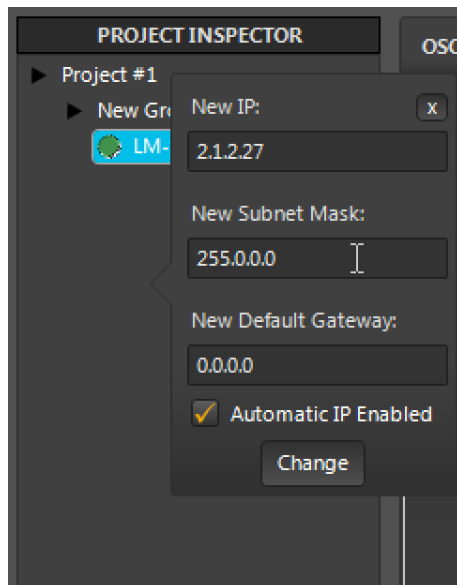 PROJECT INSPECTOR
OSC
Project #1
New Gr
LM-
New IP:
x
2.1.2.27
New Subnet Mask:
255.0.0.0
New Default Gateway:
0.0.0.0
Automatic IP Enabled
Change